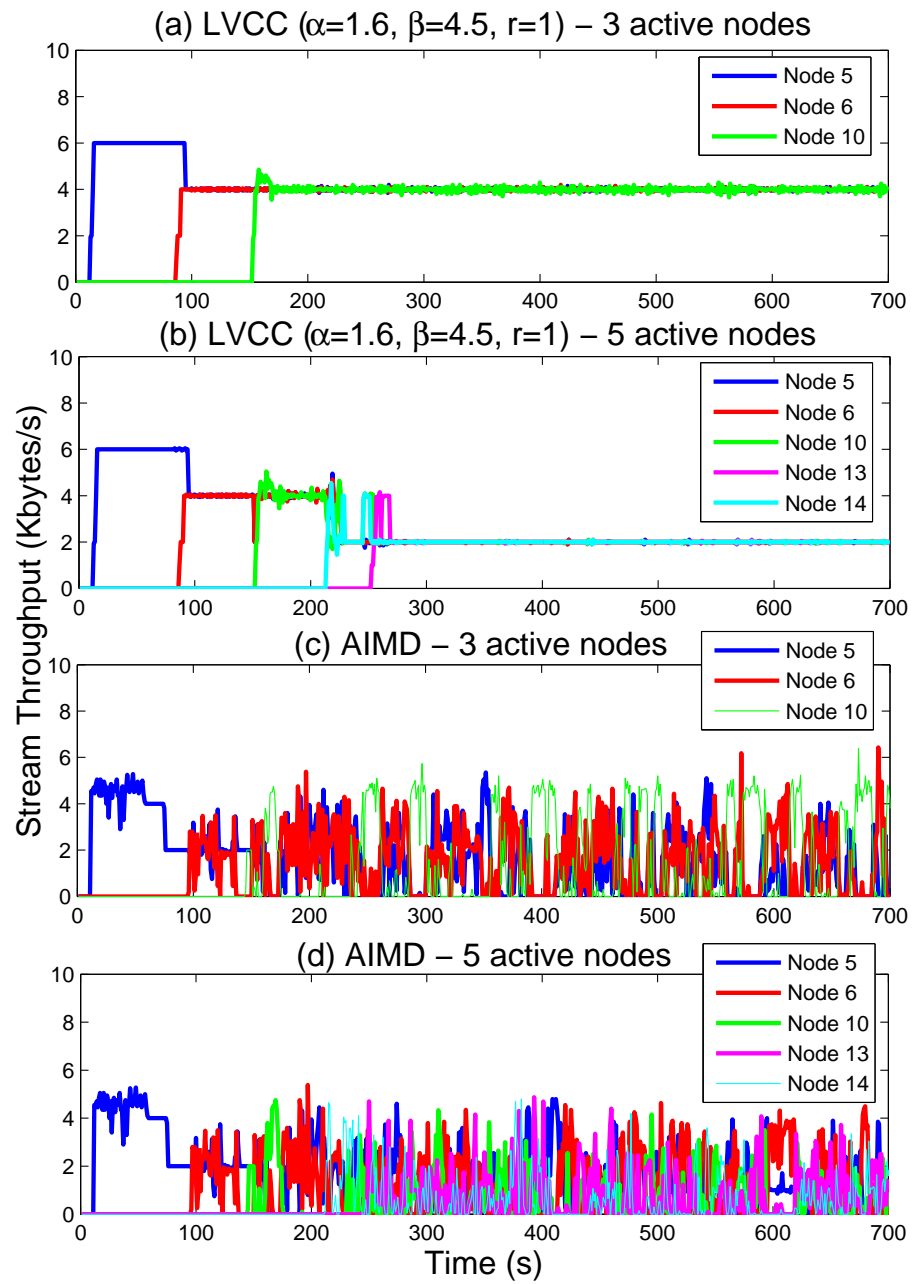 (a) LVCC (α=1.6, β=4.5, r=1) – 3 active nodes
10
8
6
4
2
0
0 100 200 300 400 500 600 700
Node 5
Node 6
Node 10
(b) LVCC (α=1.6, β=4.5, r=1) – 5 active nodes
10
8
6
4
2
0
0 100 200 300 400 500 600 700
Node 5
Node 6
Node 10
Node 13
Node 14
Stream Throughput (Kbytes/s)
(c) AIMD – 3 active nodes
10
8
6
4
2
0
0 100 200 300 400 500 600 700
Node 5
Node 6
Node 10
(d) AIMD – 5 active nodes
10
8
6
4
2
0
0 100 200 300 400 500 600 700
Node 5
Node 6
Node 10
Node 13
Node 14
Time (s)